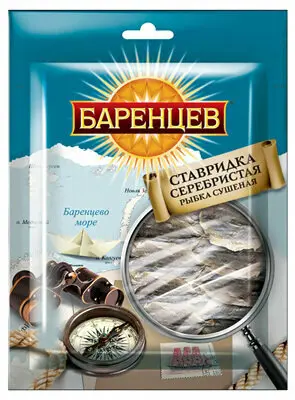 БАРЕНЦЕВ
СТАВРИДКА
СЕРЕБРИСТАЯ
РЫБКА СУШЕНАЯ
Баренцево
море